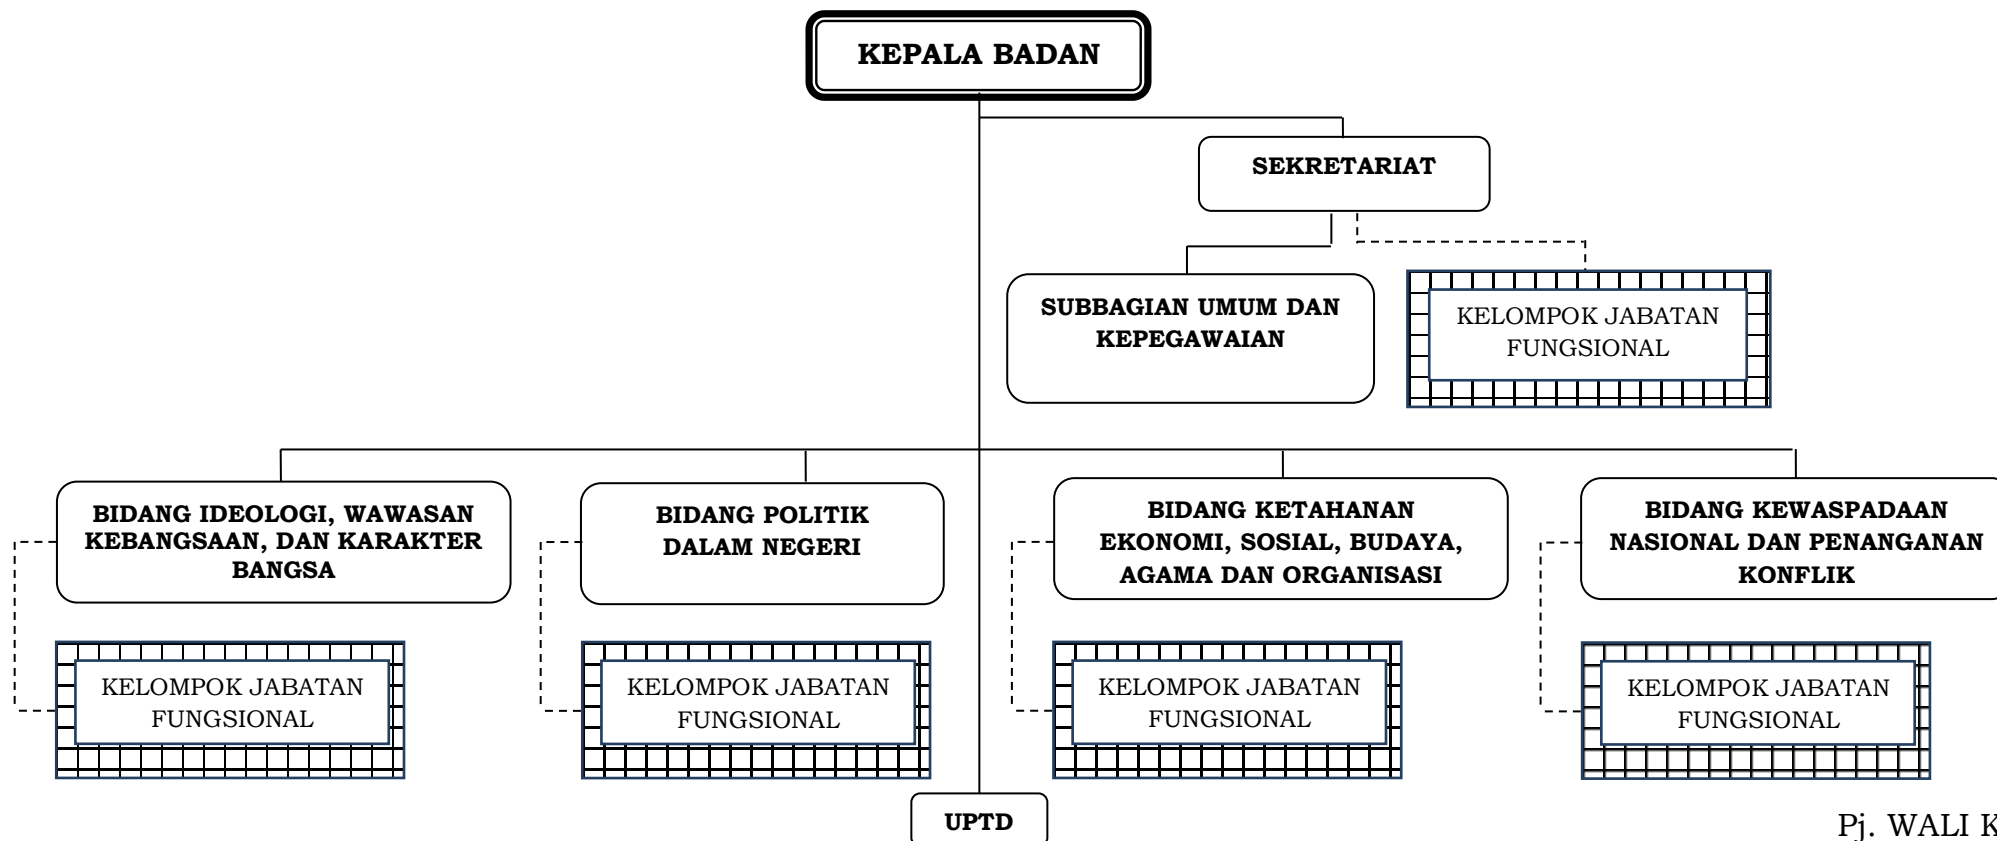 KEPALA BADAN
SEKRETARIAT
SUBBAGIAN UMUM DAN
KEPEGAWAIAN
KELOMPOK JABATAN
FUNGSIONAL
BIDANG IDEOLOGI, WAWASAN
KEBANGSAAN, DAN KARAKTER
BANGSA
BIDANG POLITIK
DALAM NEGERI
BIDANG KETAHANAN
EKONOMI, SOSIAL, BUDAYA,
AGAMA DAN ORGANISASI
BIDANG KEWASPADAAN
NASIONAL DAN PENANGANAN
KONFLIK
KELOMPOK JABATAN
FUNGSIONAL
KELOMPOK JABATAN
FUNGSIONAL
KELOMPOK JABATAN
FUNGSIONAL
KELOMPOK JABATAN
FUNGSIONAL
UPTD
Pj. WALI K